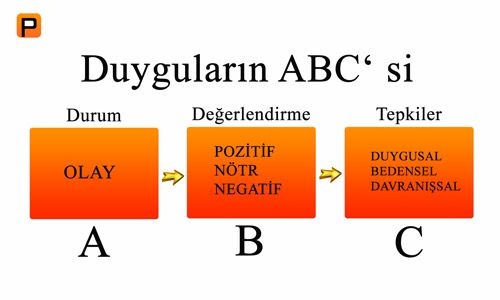 P
Duyguların ABC‘ si
Durum
Değerlendirme
Tepkiler
OLAY
POZİTİF
NÖTR
NEGATİF
DUYGUSAL
BEDENSEL
DAVRANIŞSAL
A
B
C